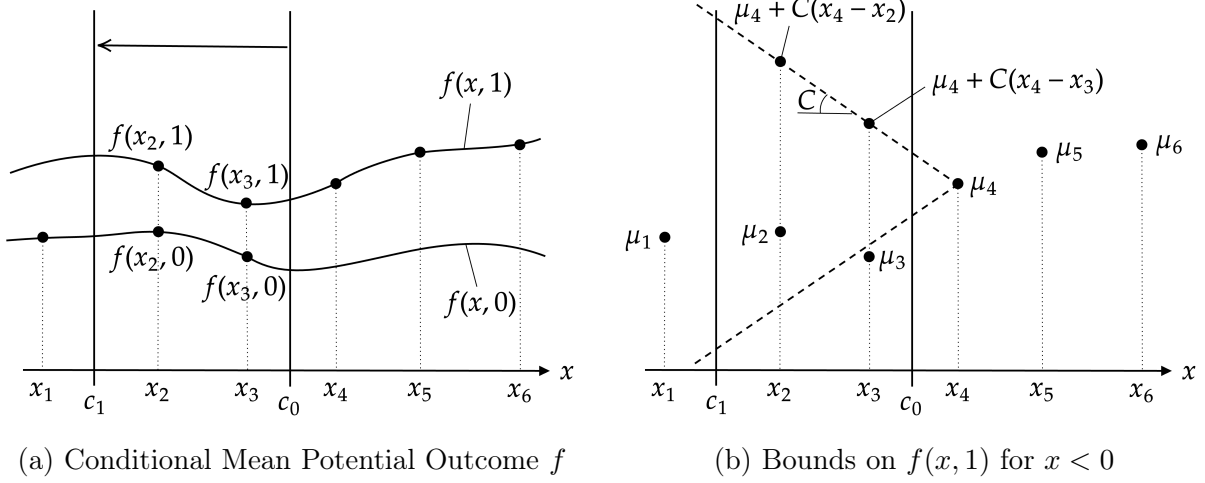 f(x, 1)
f(x₂, 1)
f(x₃, 1)
f(x₂, 0)
f(x₃, 0)
f(x, 0)
x₁ c₁ x₂ x₃ c₀ x₄ x₅ x₆ x
(a) Conditional Mean Potential Outcome f
μ₄ + C(x₄ − x₂)
μ₄ + C(x₄ − x₃)
C
μ₅ μ₆
μ₄
μ₁ μ₂
μ₃
x₁ c₁ x₂ x₃ c₀ x₄ x₅ x₆ x
(b) Bounds on f(x, 1) for x < 0